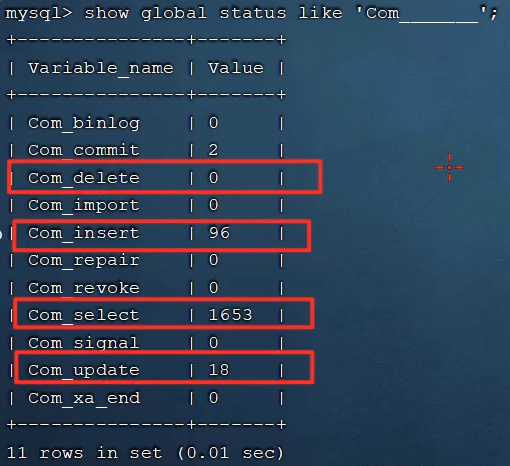 mysql> show global status like 'Com_______';
+---------------+-------+
| Variable_name | Value |
+---------------+-------+
| Com_binlog    | 0     |
| Com_commit    | 2     |
| Com_delete    | 0     |
| Com_import    | 0     |
| Com_insert    | 96    |
| Com_repair    | 0     |
| Com_revoke    | 0     |
| Com_select    | 1653  |
| Com_signal    | 0     |
| Com_update    | 18    |
| Com_xa_end    | 0     |
+---------------+-------+
11 rows in set (0.01 sec)